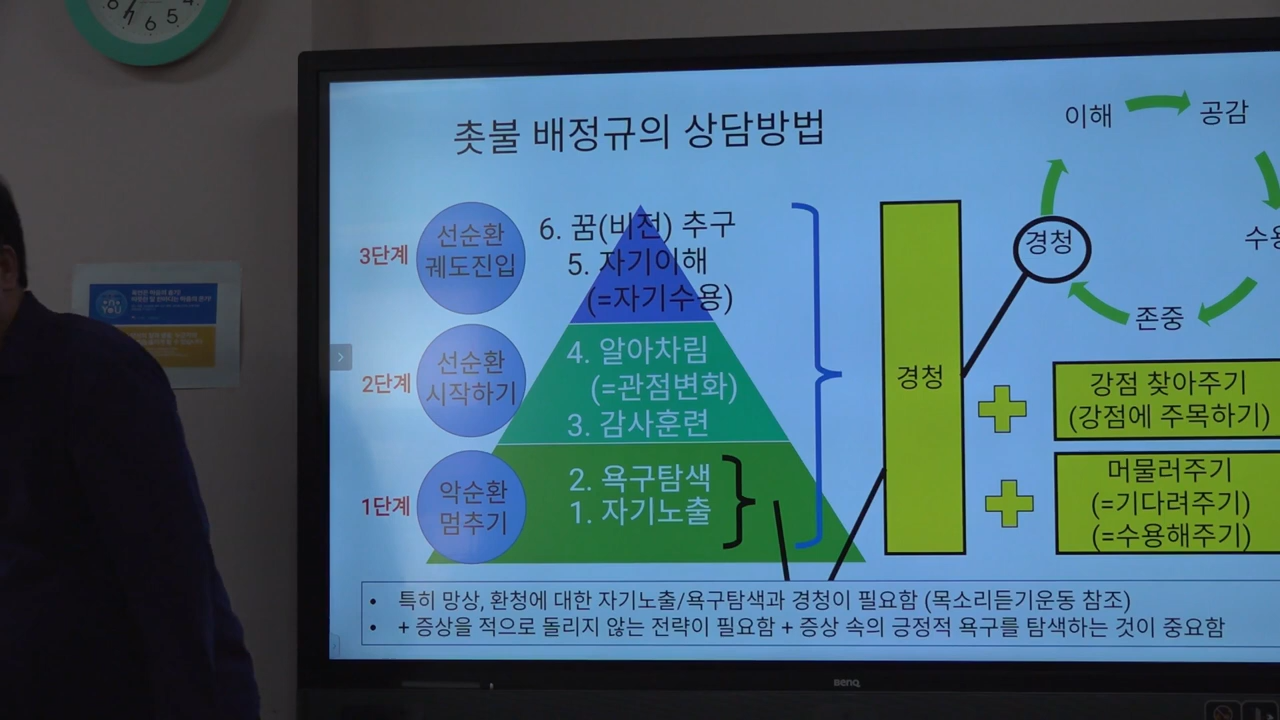 촛불 배정규의 상담방법
이해
공감
경청
존중
3단계
선순환
궤도진입
6. 꿈(비전) 추구
5. 자기이해
(=자기수용)
2단계
선순환
시작하기
4. 알아차림
(=관점변화)
3. 감사훈련
1단계
악순환
멈추기
2. 욕구탐색
1. 자기노출
경청
강점 찾아주기
(강점에 주목하기)
머물러주기
(=기다려주기)
(=수용해주기)
• 특히 망상, 환청에 대한 자기노출/욕구탐색과 경청이 필요함 (목소리듣기운동 참조)
• + 증상을 적으로 돌리지 않는 전략이 필요함 + 증상 속의 긍정적 욕구를 탐색하는 것이 중요함
BenQ
7 6 5
YOU